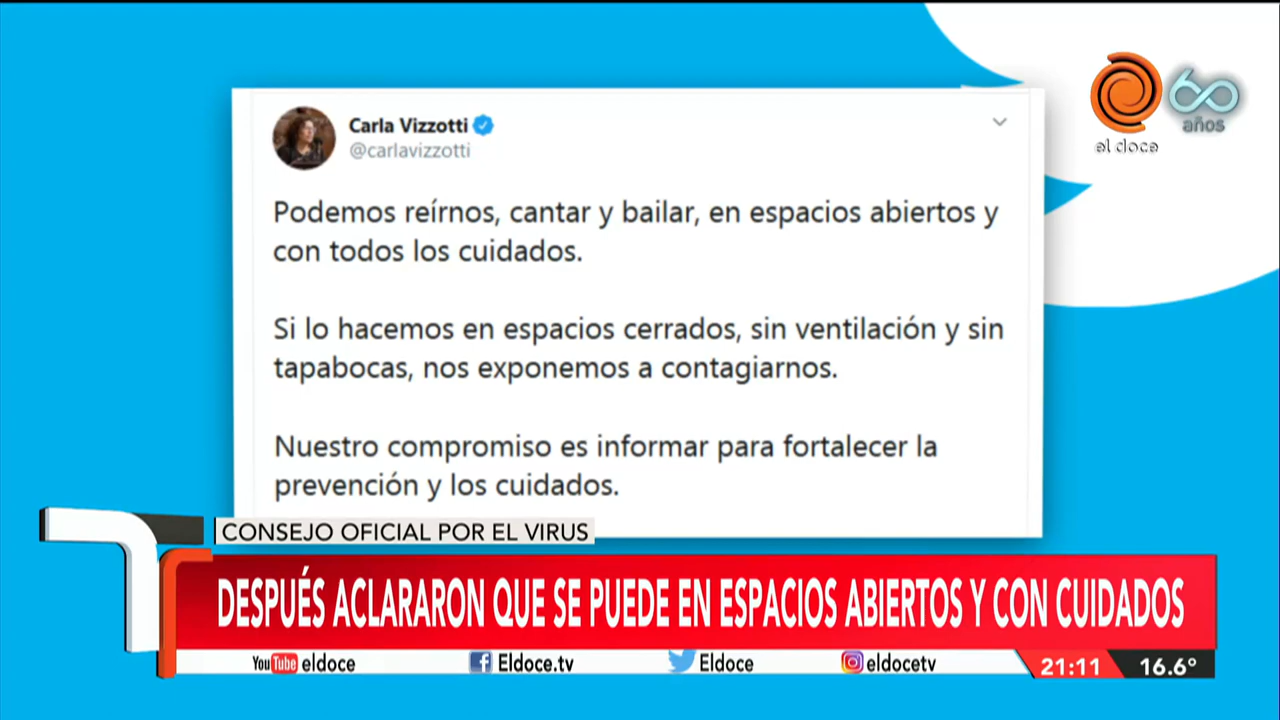 Carla Vizzotti
@carlavizzotti
60
años
el doce
Podemos reírnos, cantar y bailar, en espacios abiertos y
con todos los cuidados.
Si lo hacemos en espacios cerrados, sin ventilación y sin
tapabocas, nos exponemos a contagiarnos.
Nuestro compromiso es informar para fortalecer la
prevención y los cuidados.
CONSEJO OFICIAL POR EL VIRUS
DESPUÉS ACLARARON QUE SE PUEDE EN ESPACIOS ABIERTOS Y CON CUIDADOS
YouTube eldoce Eldoce.tv Eldoce eldocetv 21:11 16.6°